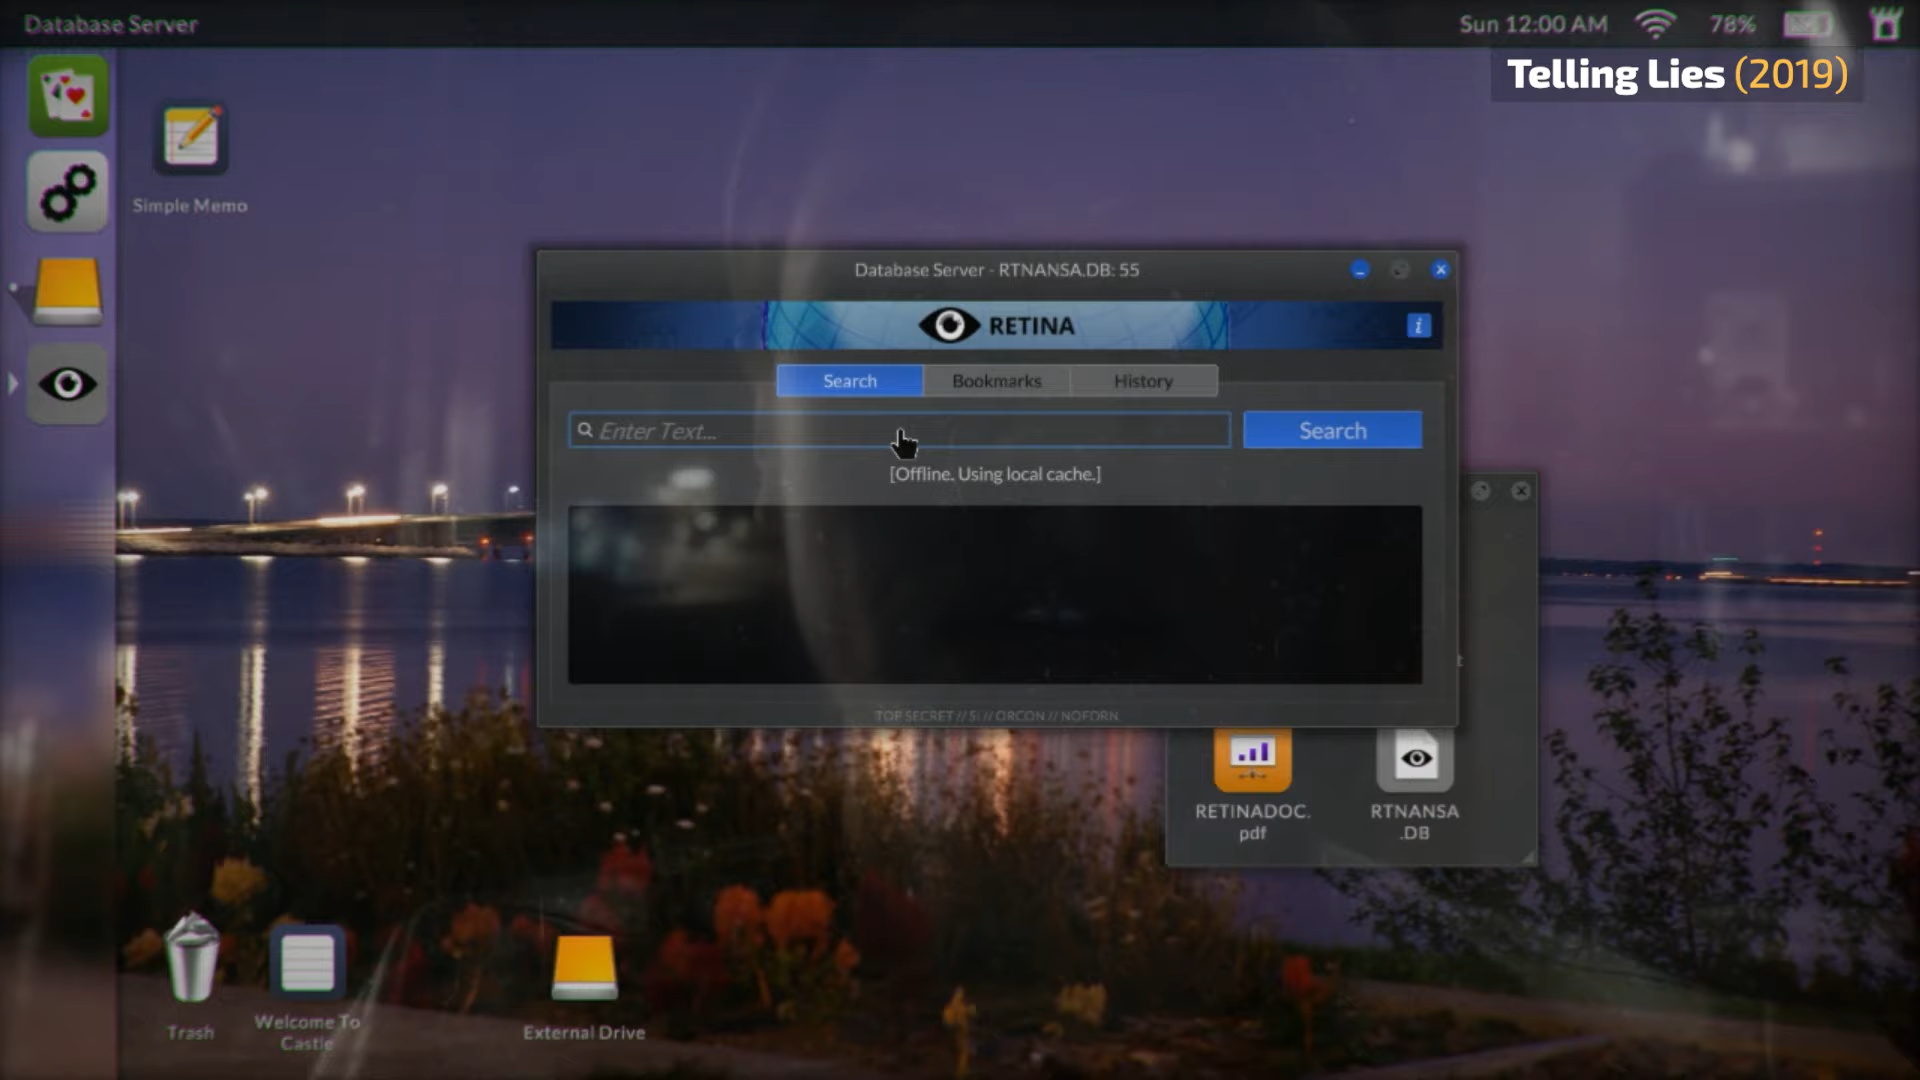 Database Server
Sun 12:00 AM
78%
Telling Lies (2019)
Simple Memo
Database Server - RTNANSA.DB: 55
RETINA
i
Search
Bookmarks
History
Enter Text...
Search
[Offline. Using local cache.]
TOP SECRET // SI // ORCON // NOFORN
t
RETINADOC.
pdf
RTNANSA
.DB
Trash
Welcome To
Castle
External Drive